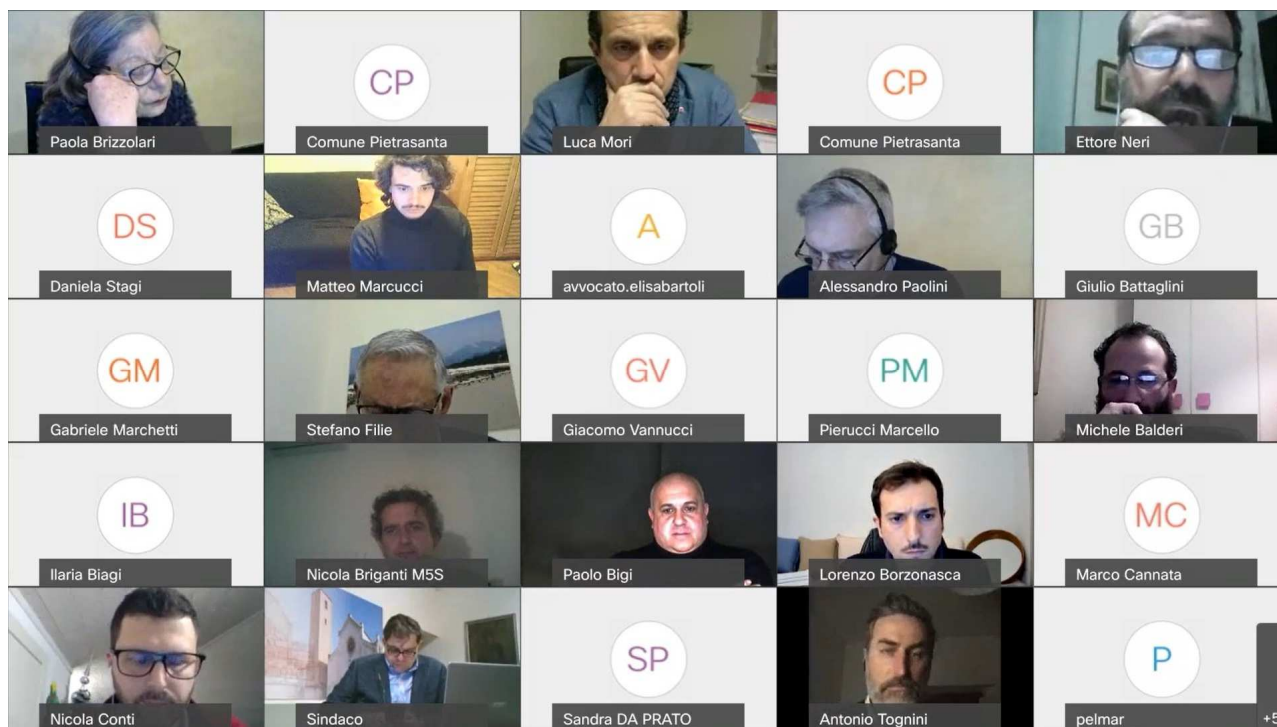 CP
CP
Paola Brizzolari
Comune Pietrasanta
Luca Mori
Comune Pietrasanta
Ettore Neri
DS
A
GB
Daniela Stagi
Matteo Marcucci
avvocato.elisabartoli
Alessandro Paolini
Giulio Battaglini
GM
GV
PM
Gabriele Marchetti
Stefano Filie
Giacomo Vannucci
Pierucci Marcello
Michele Balderi
IB
MC
Ilaria Biagi
Nicola Briganti M5S
Paolo Bigi
Lorenzo Borzonasca
Marco Cannata
SP
P
Nicola Conti
Sindaco
Sandra DA PRATO
Antonio Tognini
pelmar